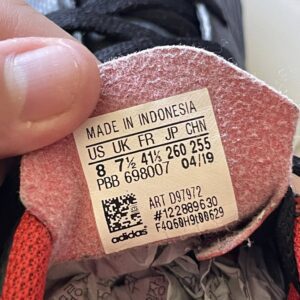 MADE IN INDONESIA
US UK FR JP CHN
8 7½ 41⅓ 260 255
PBB 698007 04/19
ART D97972
#122889630
F4Q60H9I00629
adidas